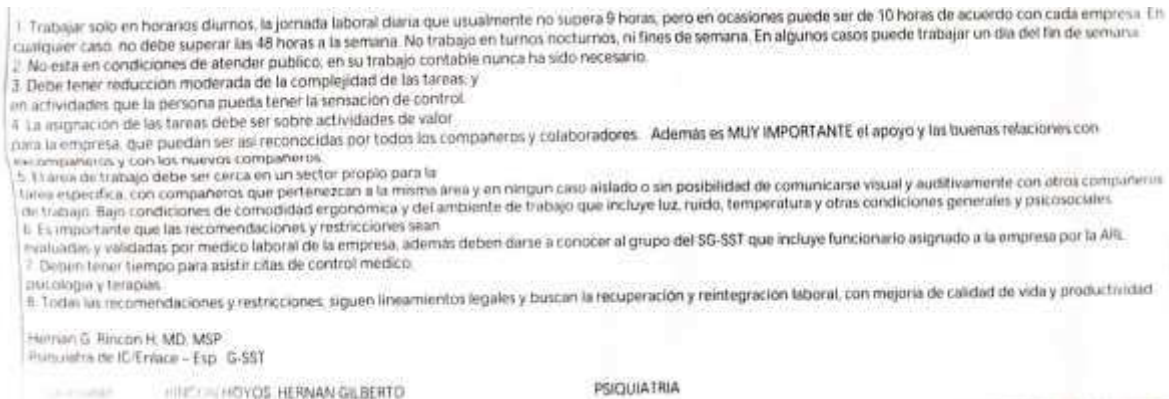 1. Trabajar solo en horarios diurnos, la jornada laboral diaria que usualmente no supera 9 horas, pero en ocasiones puede ser de 10 horas de acuerdo con cada empresa. En
cualquier caso, no debe superar las 48 horas a la semana. No trabajo en turnos nocturnos, ni fines de semana. En algunos casos puede trabajar un dia del fin de semana
2. No esta en condiciones de atender publico, en su trabajo contable nunca ha sido necesario.
3. Debe tener reducción moderada de la complejidad de las tareas, y
en actividades que la persona pueda tener la sensación de control.
4. La asignación de las tareas debe ser sobre actividades de valor
para la empresa, que puedan ser así reconocidas por todos los compañeros y colaboradores. Además es MUY IMPORTANTE el apoyo y las buenas relaciones con
compañeros y con los nuevos compañeros.
5. El area de trabajo debe ser cerca en un sector propio para la
tarea especifica, con compañeros que pertenezcan a la misma area y en ningun caso aislado o sin posibilidad de comunicarse visual y auditivamente con otros compañeros
de trabajo. Bajo condiciones de comodidad ergonómica y del ambiente de trabajo que incluye luz, ruido, temperatura y otras condiciones generales y psicosociales.
6. Es importante que las recomendaciones y restricciones sean
evaluadas y validadas por medico laboral de la empresa, además deben darse a conocer al grupo del SG-SST que incluye funcionario asignado a la empresa por la ARL.
7. Deben tener tiempo para asistir citas de control medico,
psicologia y terapias.
8. Todas las recomendaciones y restricciones, siguen lineamientos legales y buscan la recuperación y reintegración laboral, con mejoria de calidad de vida y productividad
Hernan G. Rincon H, MD, MSP
Psiquiatra de IC/Enlace – Esp. G-SST
RINCON HOYOS, HERNAN GILBERTO PSIQUIATRIA